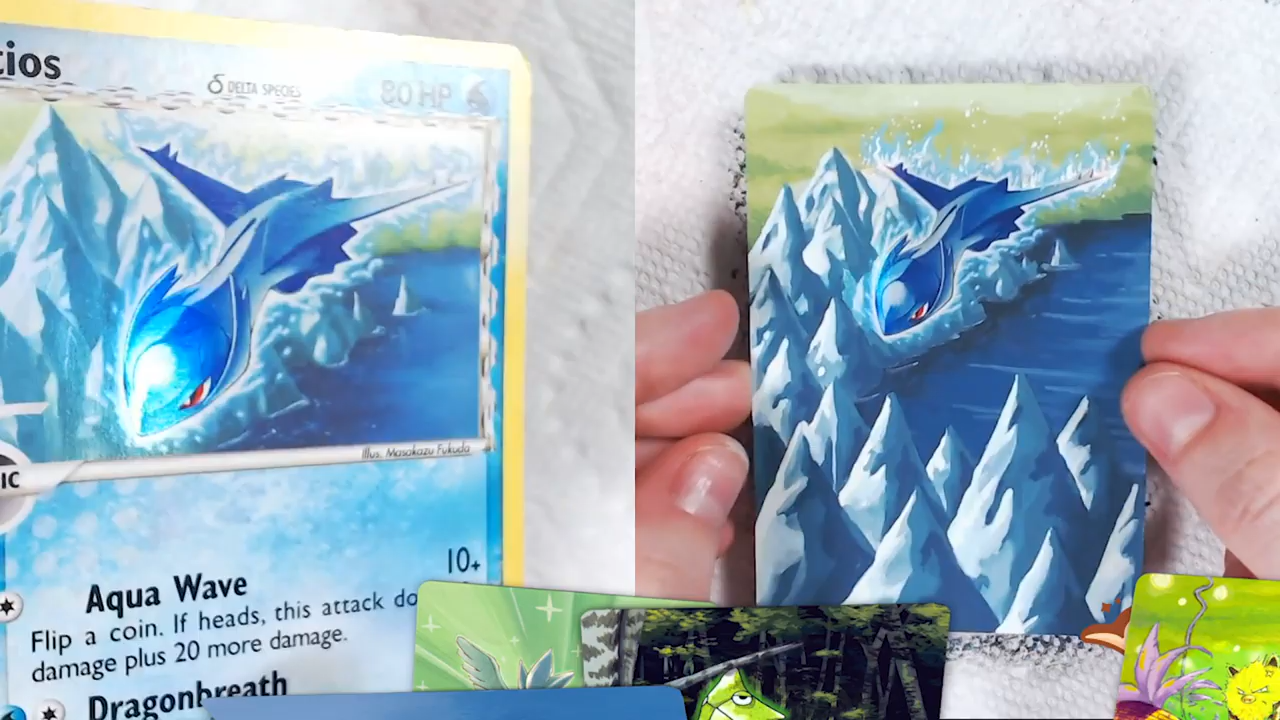 tios
δ DELTA SPECIES
80 HP
Illus. Masakazu Fukuda
IC
Aqua Wave
10+
Flip a coin. If heads, this attack do
damage plus 20 more damage.
Dragonbreath